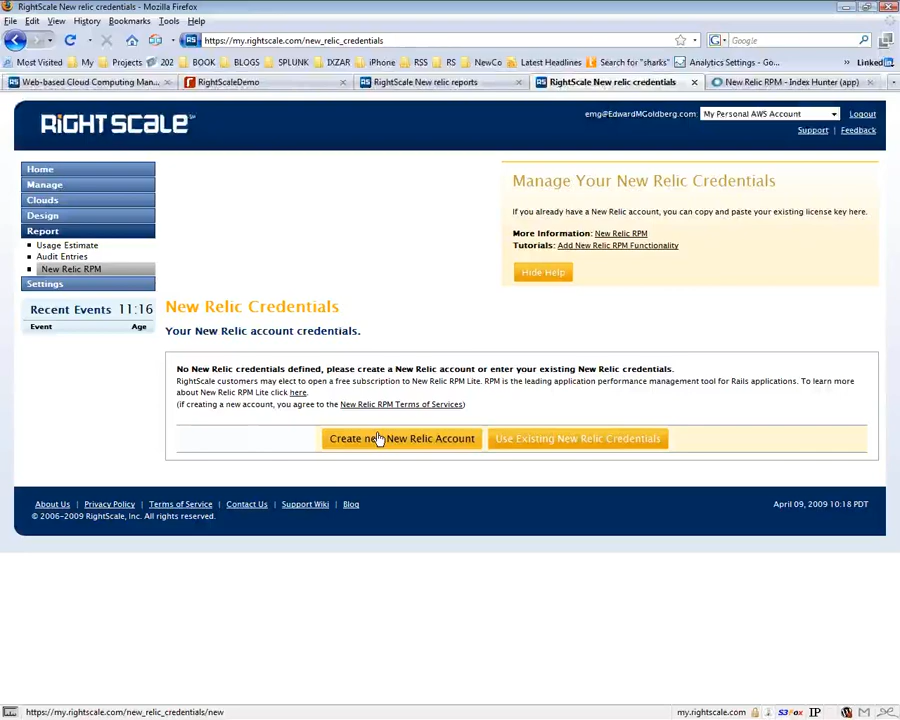 RightScale New relic credentials - Mozilla Firefox
File Edit View History Bookmarks Tools Help
https://my.rightscale.com/new_relic_credentials
Google
Most Visited My Projects 202 BOOK BLOGS SPLUNK IXZAR iPhone RSS RS NewCo Latest Headlines Search for "sharks" Analytics Settings - Go... » Linked in
Web-based Cloud Computing Man... RightScaleDemo RightScale New relic reports RightScale New relic credentials New Relic RPM - Index Hunter (app)
RIGHTSCALE
emg@EdwardMGoldberg.com: My Personal AWS Account Logout
Support | Feedback
Home
Manage
Clouds
Design
Report
Usage Estimate
Audit Entries
New Relic RPM
Settings
Recent Events 11:16
Event Age
Manage Your New Relic Credentials
If you already have a New Relic account, you can copy and paste your existing license key here.
More Information: New Relic RPM
Tutorials: Add New Relic RPM Functionality
Hide Help
New Relic Credentials
Your New Relic account credentials.
No New Relic credentials defined, please create a New Relic account or enter your existing New Relic credentials.
RightScale customers may elect to open a free subscription to New Relic RPM Lite. RPM is the leading application performance management tool for Rails applications. To learn more
about New Relic RPM Lite click here.
(if creating a new account, you agree to the New Relic RPM Terms of Services)
Create new New Relic Account Use Existing New Relic Credentials
About Us | Privacy Policy | Terms of Service | Contact Us | Support Wiki | Blog April 09, 2009 10:18 PDT
© 2006-2009 RightScale, Inc. All rights reserved.
https://my.rightscale.com/new_relic_credentials/new my.rightscale.com S3Fox IP